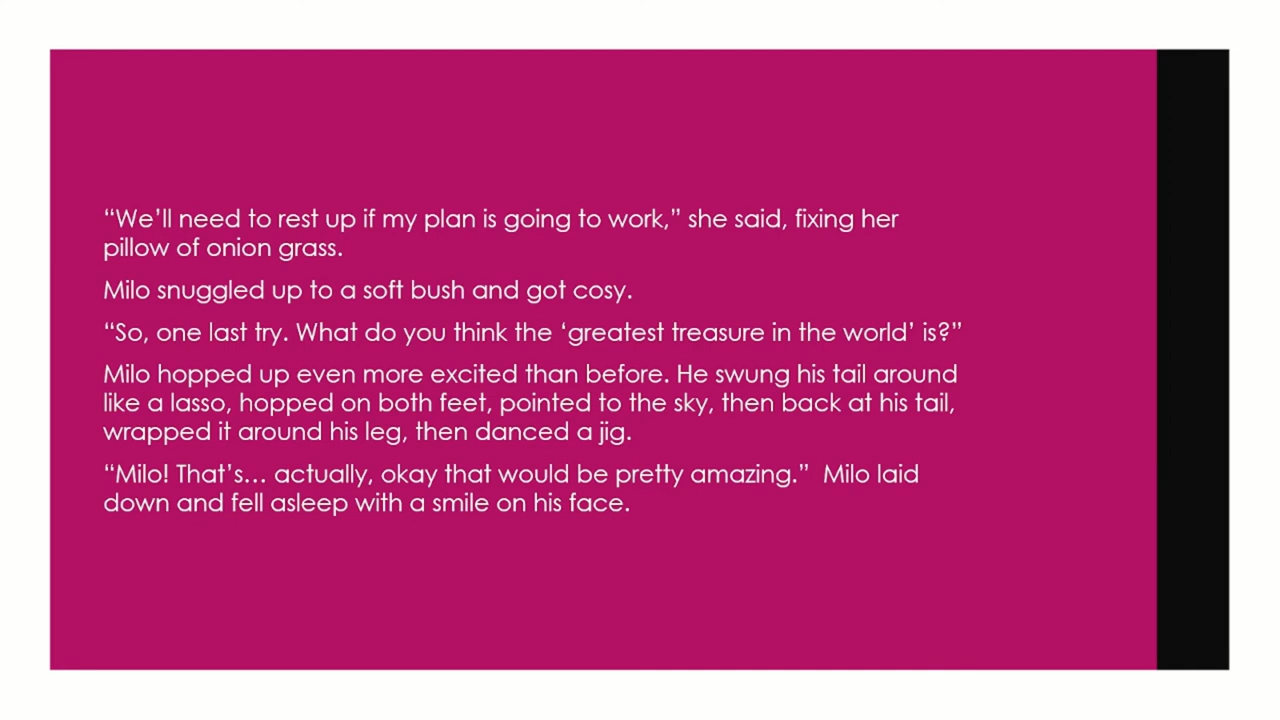 “We’ll need to rest up if my plan is going to work,” she said, fixing her
pillow of onion grass.
Milo snuggled up to a soft bush and got cosy.
“So, one last try. What do you think the ‘greatest treasure in the world’ is?”
Milo hopped up even more excited than before. He swung his tail around
like a lasso, hopped on both feet, pointed to the sky, then back at his tail,
wrapped it around his leg, then danced a jig.
“Milo! That’s… actually, okay that would be pretty amazing.”  Milo laid
down and fell asleep with a smile on his face.